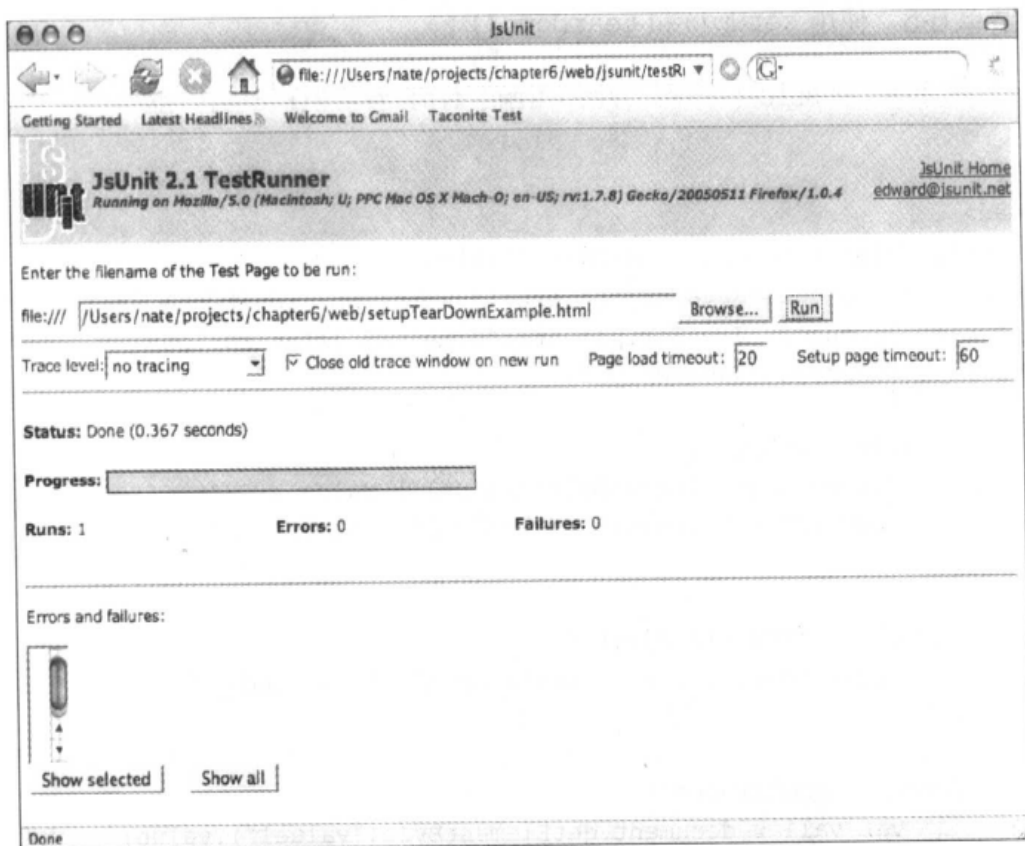 JsUnit
file:///Users/nate/projects/chapter6/web/jsunit/testR
G
Getting Started Latest Headlines Welcome to Gmail Taconite Test
JsUnit 2.1 TestRunner
Running on Mozilla/5.0 (Macintosh; U; PPC Mac OS X Mach-O; en-US; rv:1.7.8) Gecko/20050511 Firefox/1.0.4
JsUnit Home
edward@jsunit.net
Js
unit
Enter the filename of the Test Page to be run:
file:/// /Users/nate/projects/chapter6/web/setupTearDownExample.html Browse... Run
Trace level: no tracing Close old trace window on new run Page load timeout: 20 Setup page timeout: 60
Status: Done (0.367 seconds)
Progress:
Runs: 1 Errors: 0 Failures: 0
Errors and failures:
Show selected Show all
Done